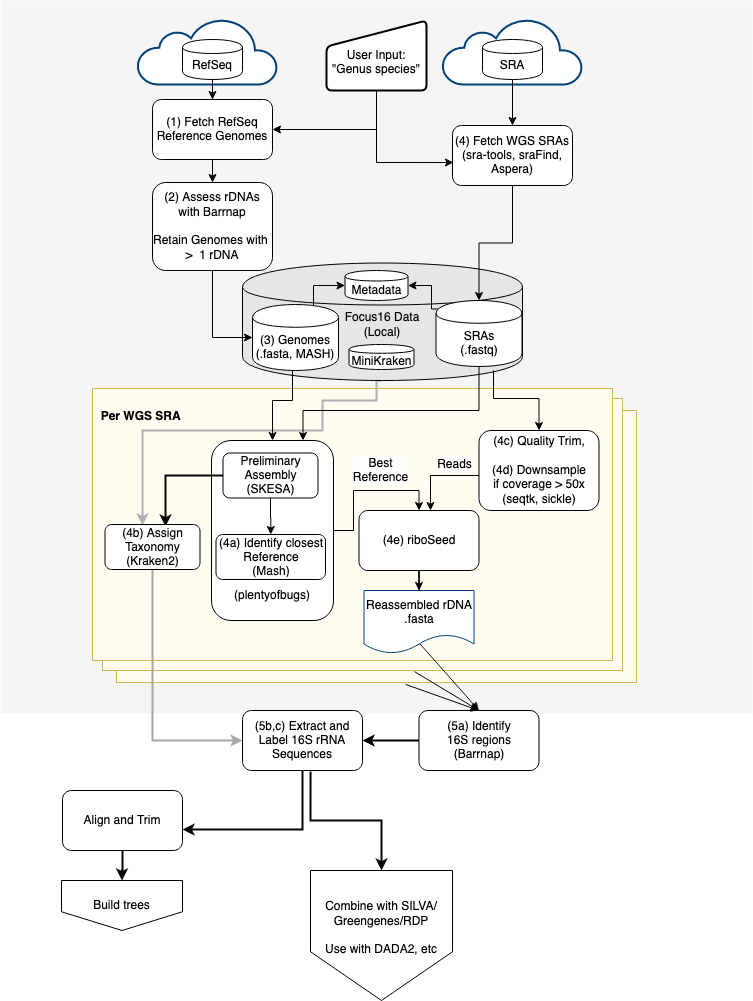 RefSeq
User Input:
"Genus species"
SRA
(1) Fetch RefSeq
Reference Genomes
(4) Fetch WGS SRAs
(sra-tools, sraFind,
Aspera)
(2) Assess rDNAs
with Barrnap
Retain Genomes with
> 1 rDNA
Metadata
Focus16 Data
(Local)
(3) Genomes
(.fasta, MASH)
SRAs
(.fastq)
MiniKraken
Per WGS SRA
Preliminary
Assembly
(SKESA)
Best
Reference
Reads
(4c) Quality Trim,
(4d) Downsample
if coverage > 50x
(seqtk, sickle)
(4b) Assign
Taxonomy
(Kraken2)
(4a) Identify closest
Reference
(Mash)
(plentyofbugs)
(4e) riboSeed
Reassembled rDNA
.fasta
(5b,c) Extract and
Label 16S rRNA
Sequences
(5a) Identify
16S regions
(Barrnap)
Align and Trim
Build trees
Combine with SILVA/
Greengenes/RDP
Use with DADA2, etc